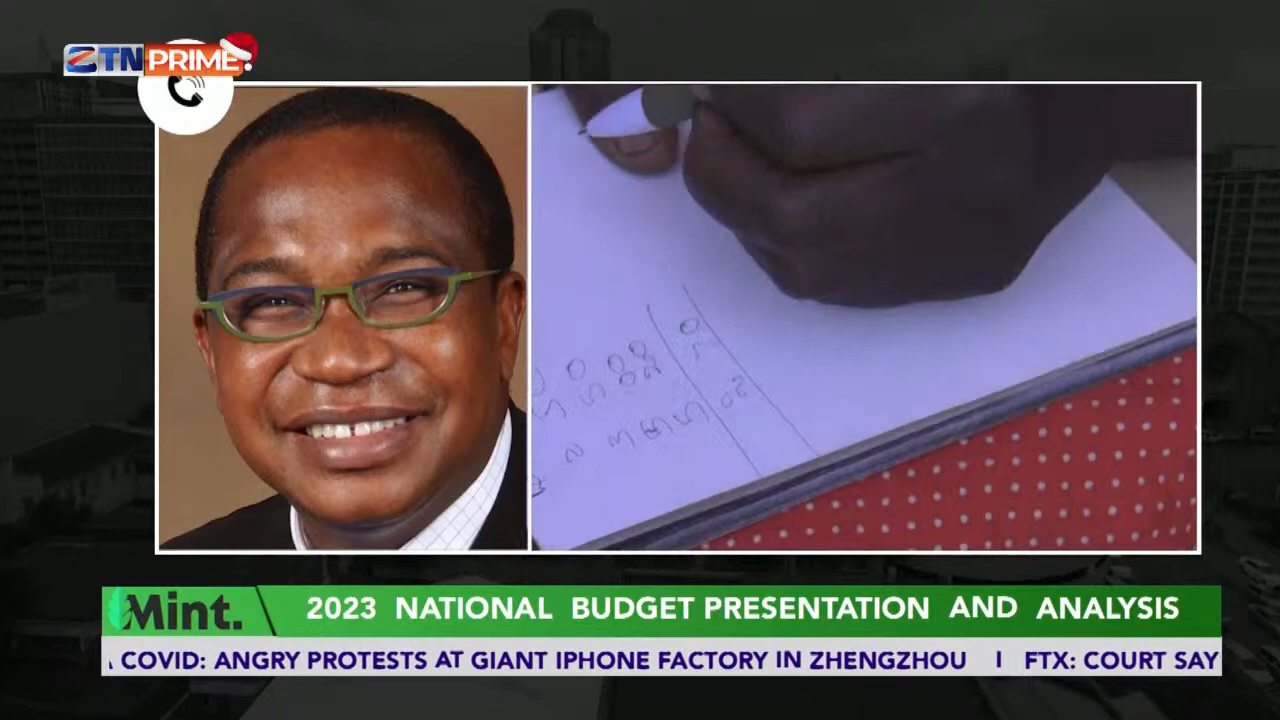 ZTN PRIME
Mint.
2023 NATIONAL BUDGET PRESENTATION AND ANALYSIS
COVID: ANGRY PROTESTS AT GIANT IPHONE FACTORY IN ZHENGZHOU | FTX: COURT SAY